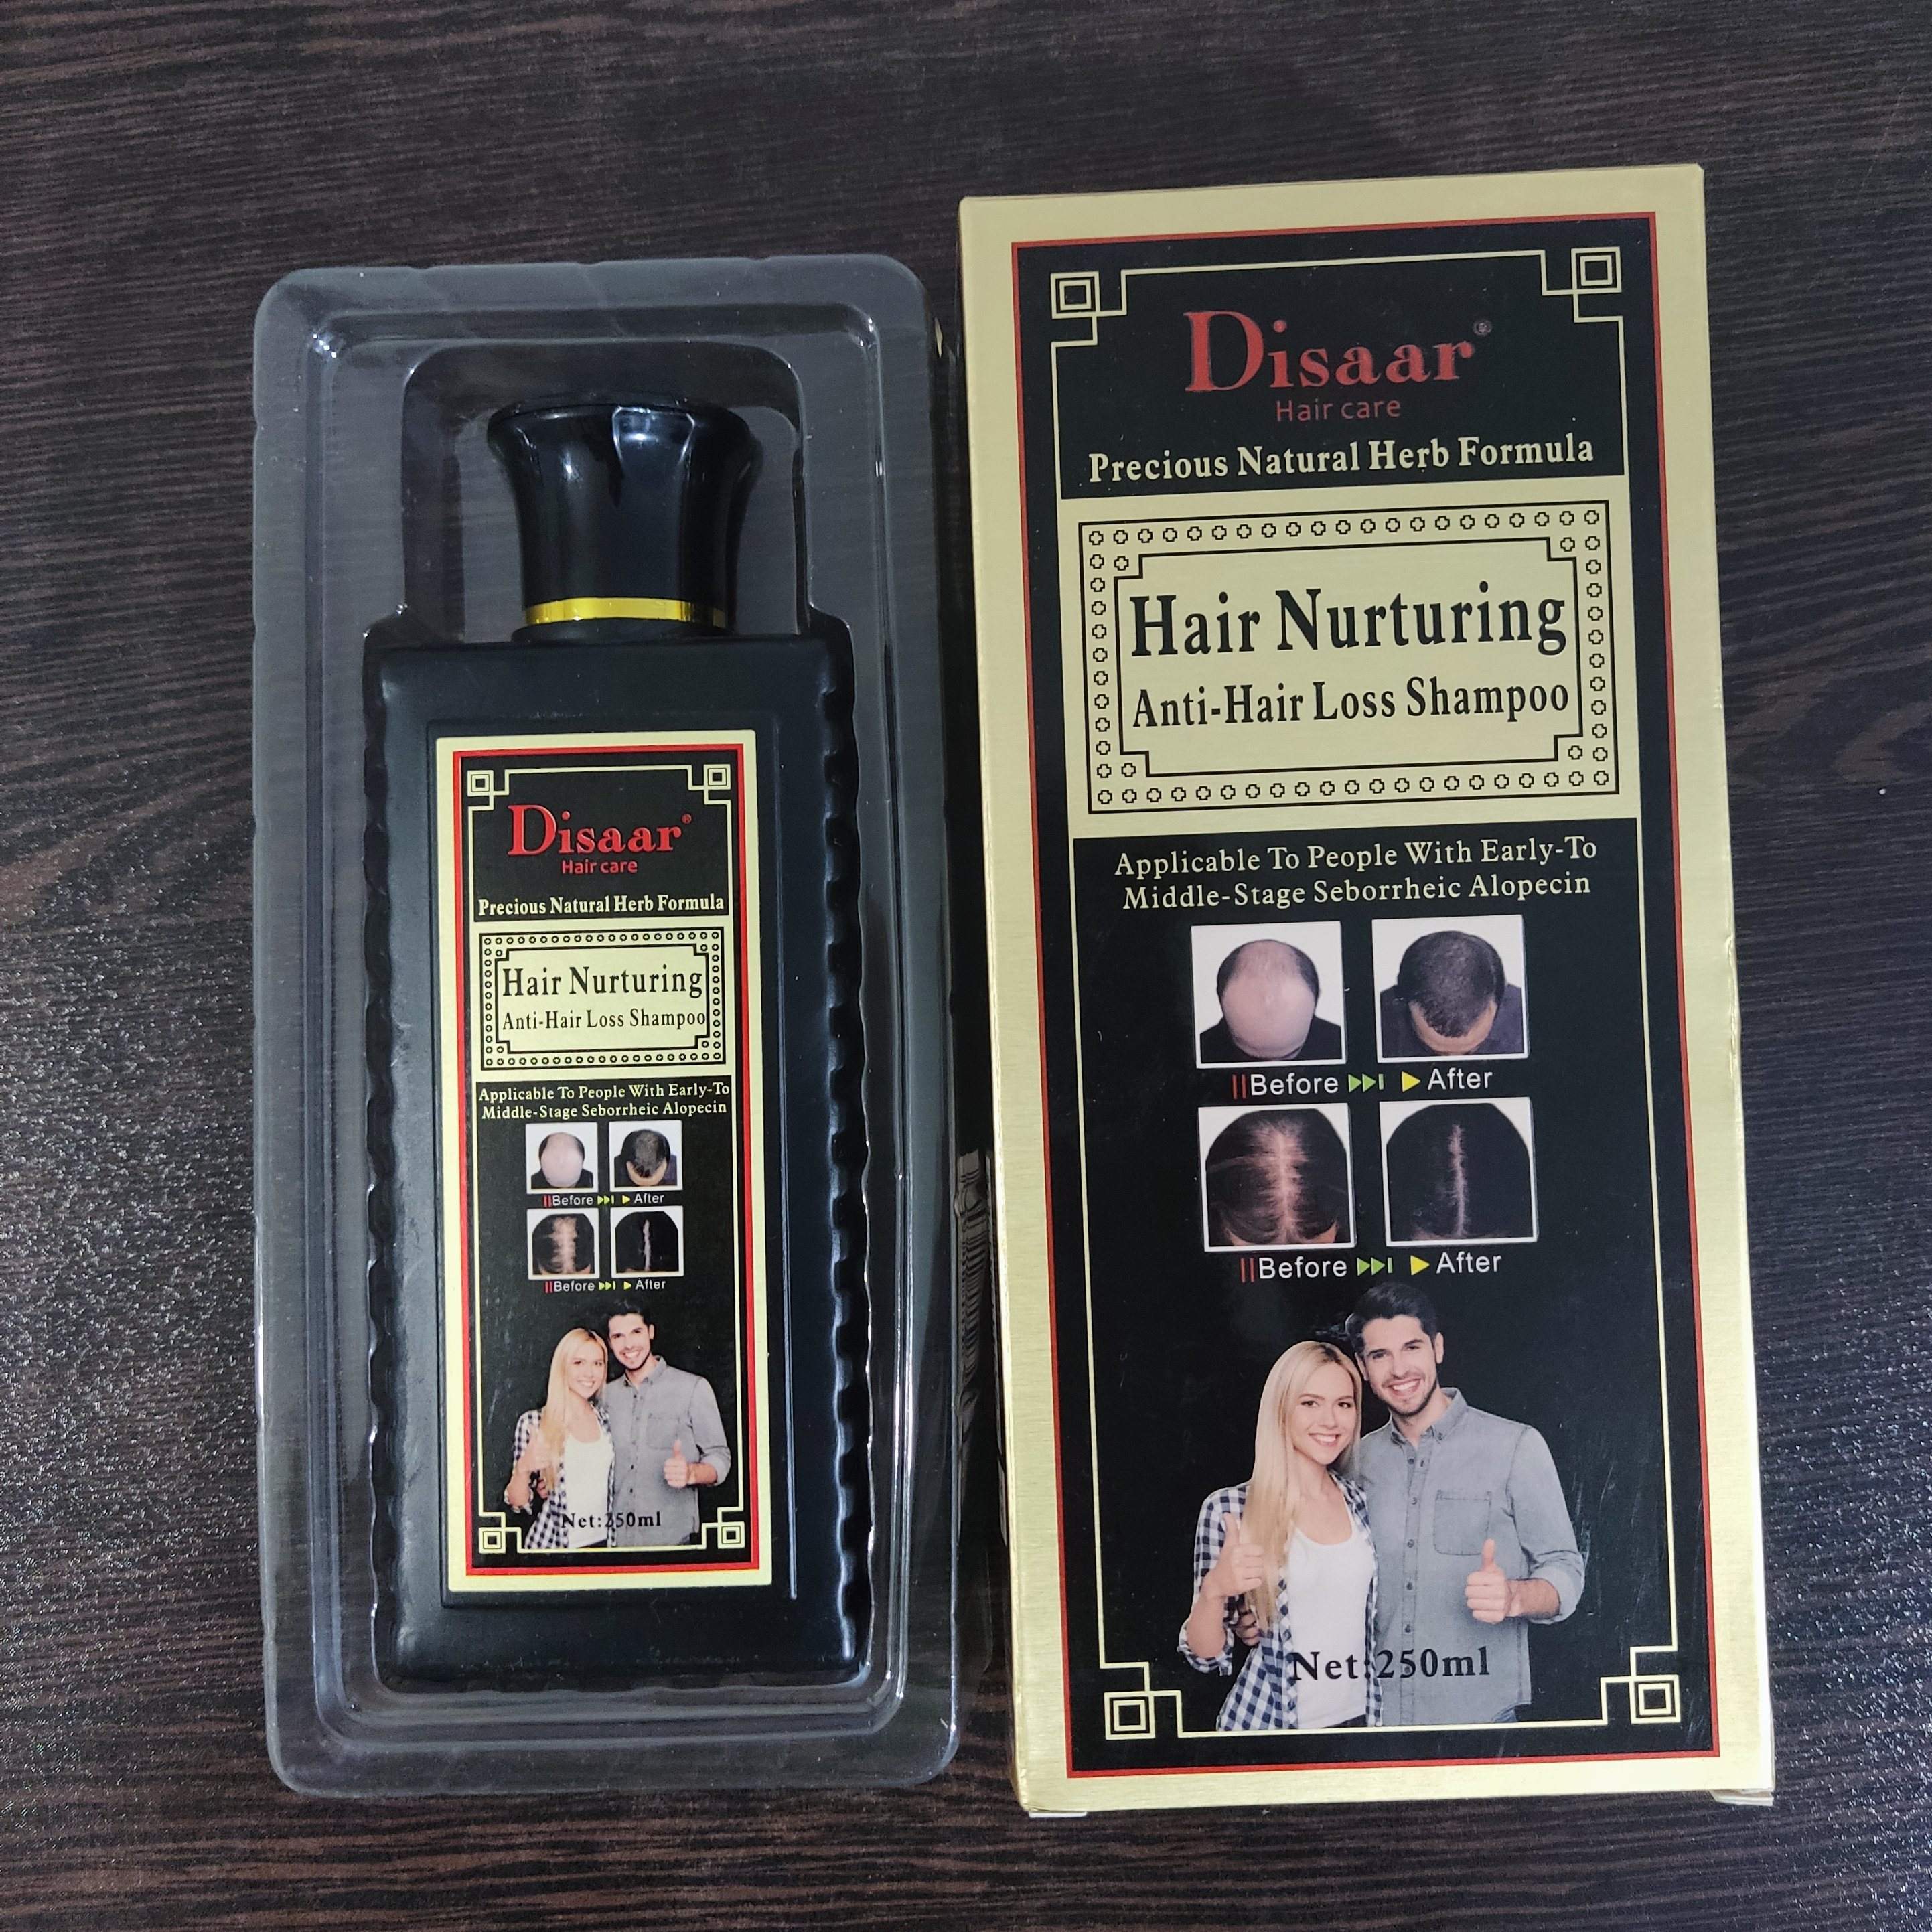 Disaar®
Hair care
Precious Natural Herb Formula
Hair Nurturing
Anti-Hair Loss Shampoo
Applicable To People With Early-To
Middle-Stage Seborrheic Alopecin
Before After
Before After
Net:250ml
Disaar®
Hair care
Precious Natural Herb Formula
Hair Nurturing
Anti-Hair Loss Shampoo
Applicable To People With Early-To
Middle-Stage Seborrheic Alopecin
Before After
Before After
Net:250ml